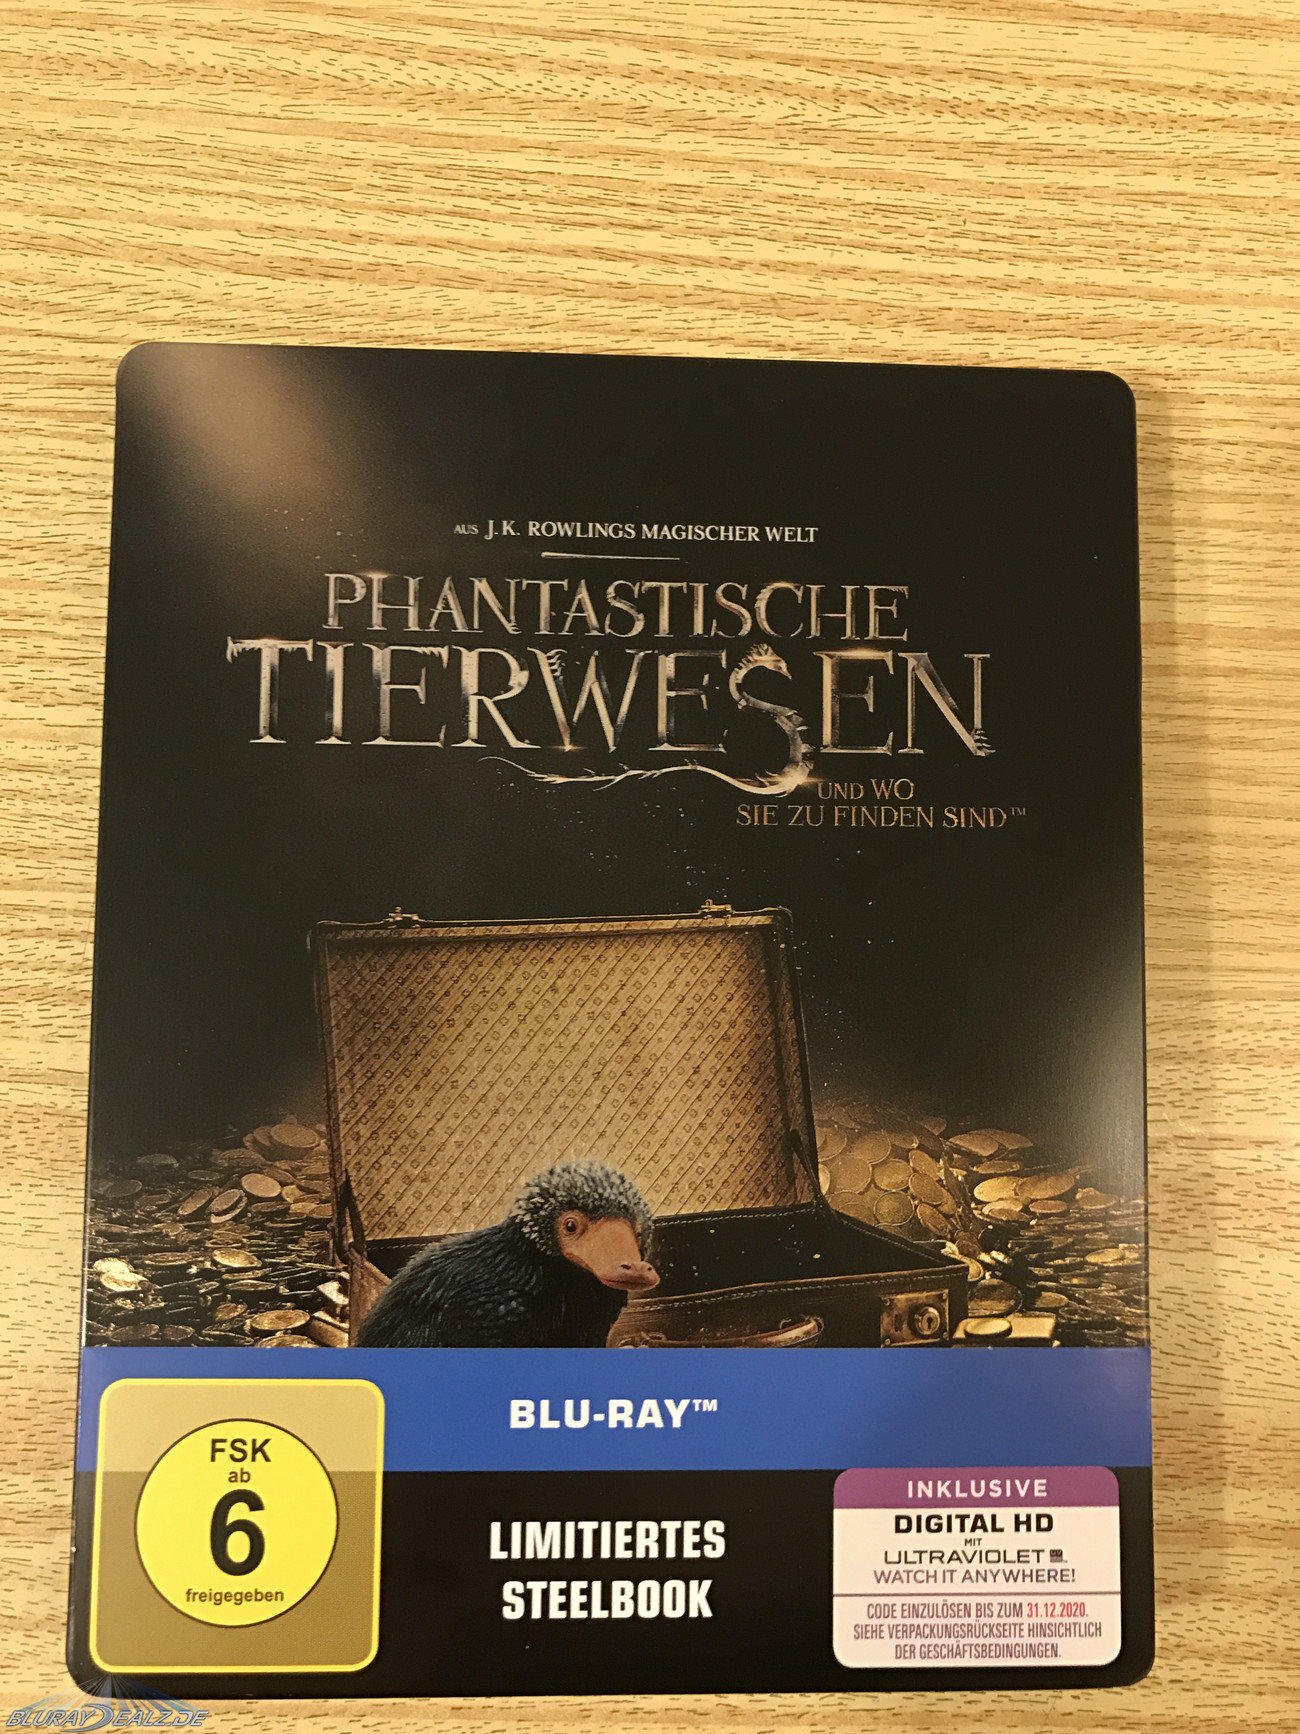 AUS J.K. ROWLINGS MAGISCHER WELT
PHANTASTISCHE
TIERWESEN
UND WO
SIE ZU FINDEN SIND™
BLU-RAY™
FSK
ab
6
freigegeben
LIMITIERTES
STEELBOOK
INKLUSIVE
DIGITAL HD
MIT
ULTRAVIOLET
WATCH IT ANYWHERE!
CODE EINZULÖSEN BIS ZUM 31.12.2020.
SIEHE VERPACKUNGSRÜCKSEITE HINSICHTLICH
DER GESCHÄFTSBEDINGUNGEN.
BLURAYDEALZ.DE